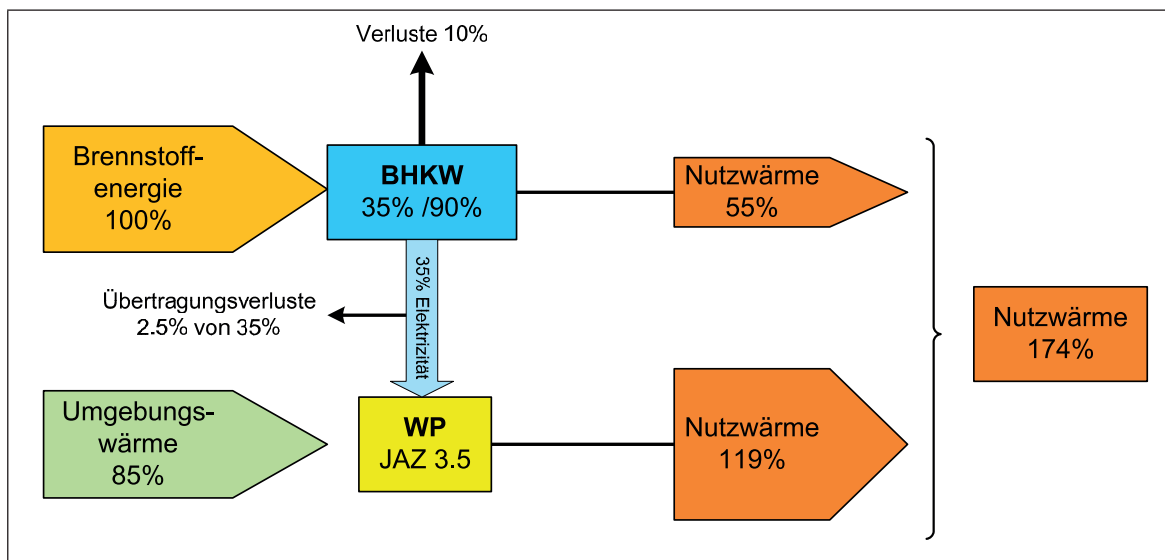 Verluste 10%
Brennstoff-
energie
100%
BHKW
35% /90%
Nutzwärme
55%
35% Elektrizität
Übertragungsverluste
2.5% von 35%
Nutzwärme
174%
Umgebungs-
wärme
85%
WP
JAZ 3.5
Nutzwärme
119%